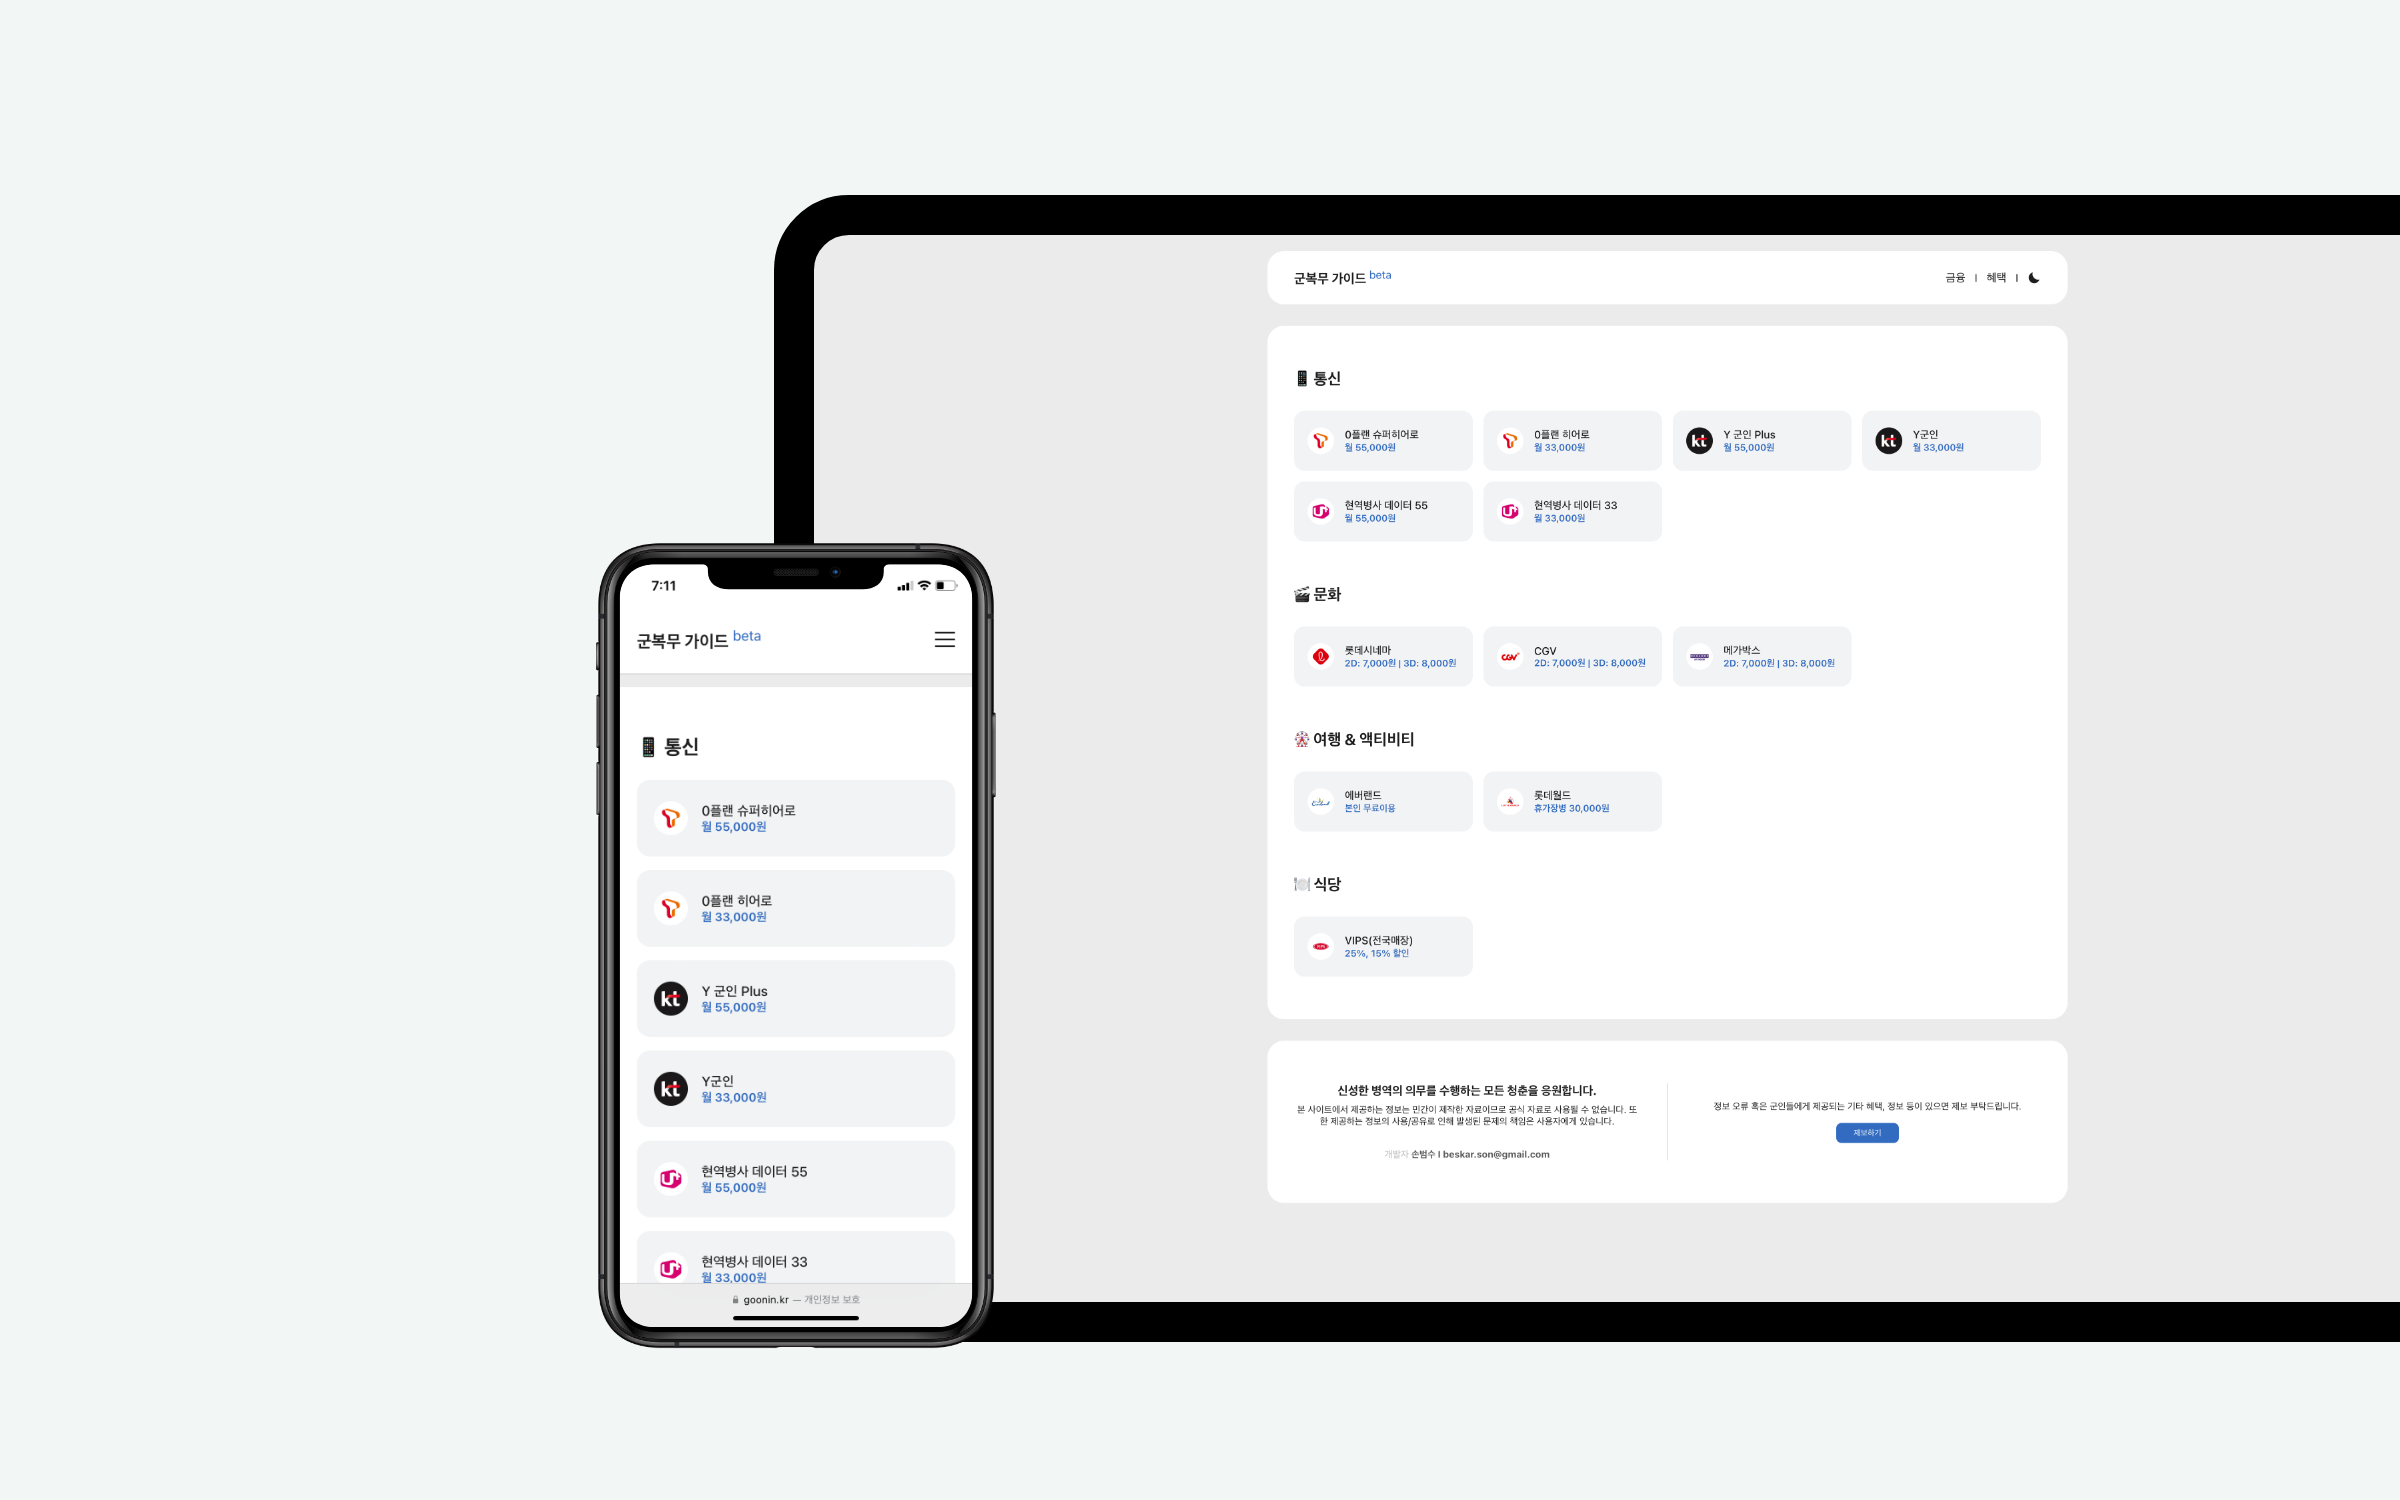 군복무 가이드 beta
금융 | 혜택 |
통신
0플랜 슈퍼히어로
월 55,000원
0플랜 히어로
월 33,000원
kt
Y 군인 Plus
월 55,000원
kt
Y군인
월 33,000원
U+
현역병사 데이터 55
월 55,000원
U+
현역병사 데이터 33
월 33,000원
문화
롯데시네마
2D: 7,000원 | 3D: 8,000원
CGV
CGV
2D: 7,000원 | 3D: 8,000원
메가박스
2D: 7,000원 | 3D: 8,000원
여행 & 액티비티
에버랜드
본인 무료이용
롯데월드
휴가장병 30,000원
식당
VIPS
VIPS(전국매장)
25%, 15% 할인
신성한 병역의 의무를 수행하는 모든 청춘을 응원합니다.
본 사이트에서 제공하는 정보는 민간이 제작한 자료이므로 공식 자료로 사용될 수 없습니다. 또
한 제공하는 정보의 사용/공유로 인해 발생된 문제의 책임은 사용자에게 있습니다.
개발자 손범수 I beskar.son@gmail.com
정보 오류 혹은 군인들에게 제공되는 기타 혜택, 정보 등이 있으면 제보 부탁드립니다.
제보하기
7:11
군복무 가이드 beta
통신
0플랜 슈퍼히어로
월 55,000원
0플랜 히어로
월 33,000원
kt
Y 군인 Plus
월 55,000원
kt
Y군인
월 33,000원
U+
현역병사 데이터 55
월 55,000원
U+
현역병사 데이터 33
월 33,000원
goonin.kr — 개인정보 보호